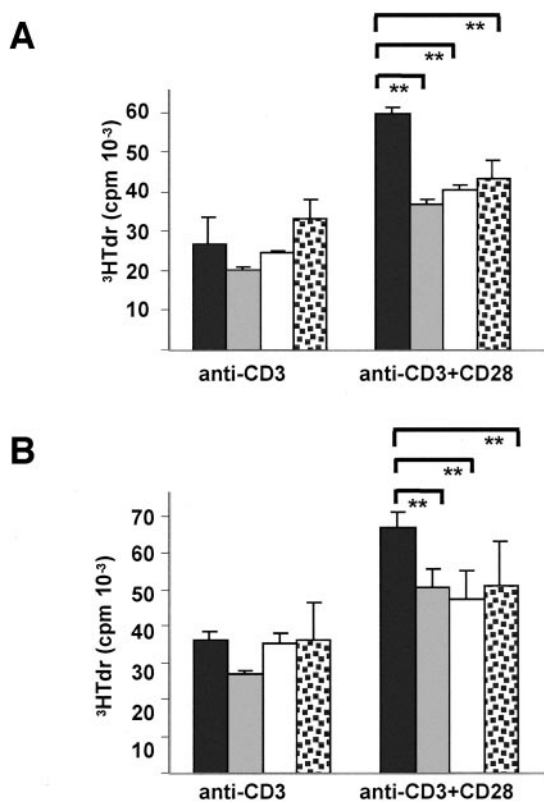 A
**
**
**
³HTdr (cpm 10⁻³)
60
50
40
30
20
10
anti-CD3
anti-CD3+CD28
B
**
**
**
³HTdr (cpm 10⁻³)
70
60
50
40
30
20
10
anti-CD3
anti-CD3+CD28